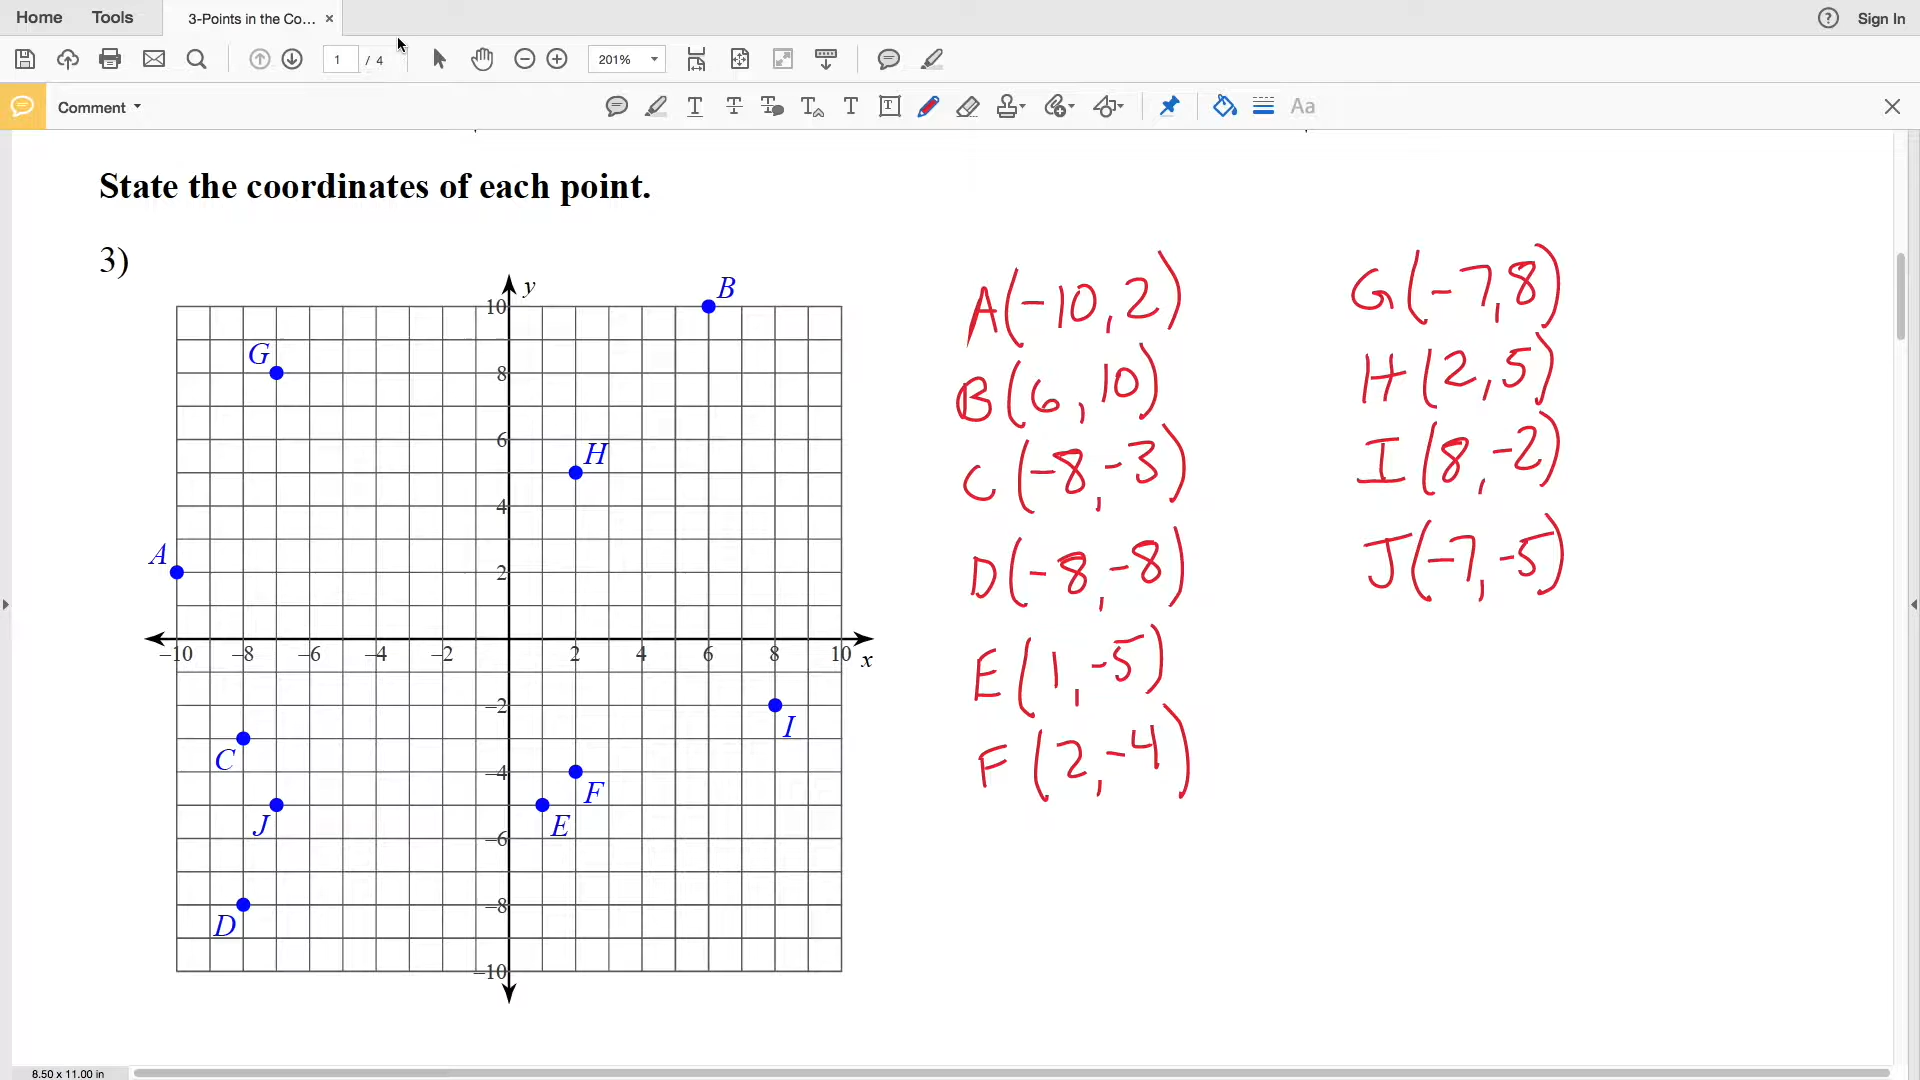 Home
Tools
3-Points in the Co...
×
?
Sign In
1
/ 4
201%
Comment
Aa
State the coordinates of each point.
3)
y
B
10
G
8
6
H
4
A
2
–10
–8
–6
–4
–2
2
4
6
8
10
x
–2
I
C
–4
F
J
E
–6
–8
D
–10
A(-10,2)
B(6,10)
C(-8,-3)
D(-8,-8)
E(1,-5)
F(2,-4)
G(-7,8)
H(2,5)
I(8,-2)
J(-7,-5)
8.50 x 11.00 in